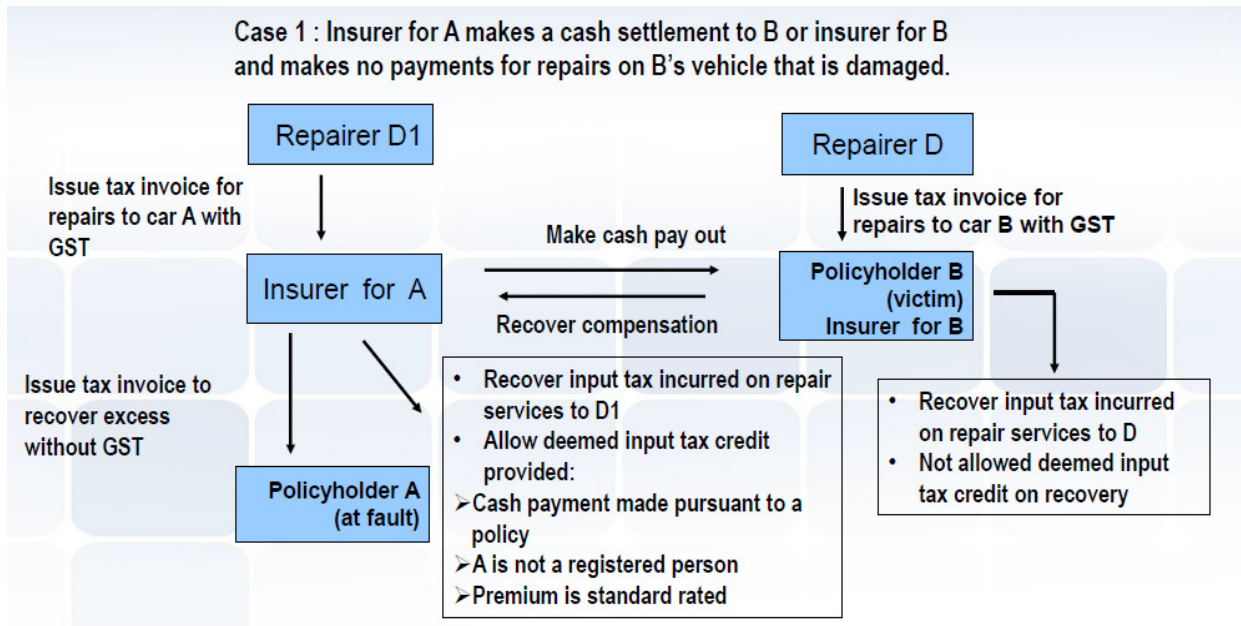 Case 1 : Insurer for A makes a cash settlement to B or insurer for B
and makes no payments for repairs on B's vehicle that is damaged.
Repairer D1
Repairer D
Issue tax invoice for
repairs to car A with
GST
Issue tax invoice for
repairs to car B with GST
Make cash pay out
Insurer for A
Policyholder B
(victim)
Insurer for B
Recover compensation
Issue tax invoice to
recover excess
without GST
Policyholder A
(at fault)
• Recover input tax incurred on repair
services to D1
• Allow deemed input tax credit
provided:
➢Cash payment made pursuant to a
policy
➢A is not a registered person
➢Premium is standard rated
• Recover input tax incurred
on repair services to D
• Not allowed deemed input
tax credit on recovery